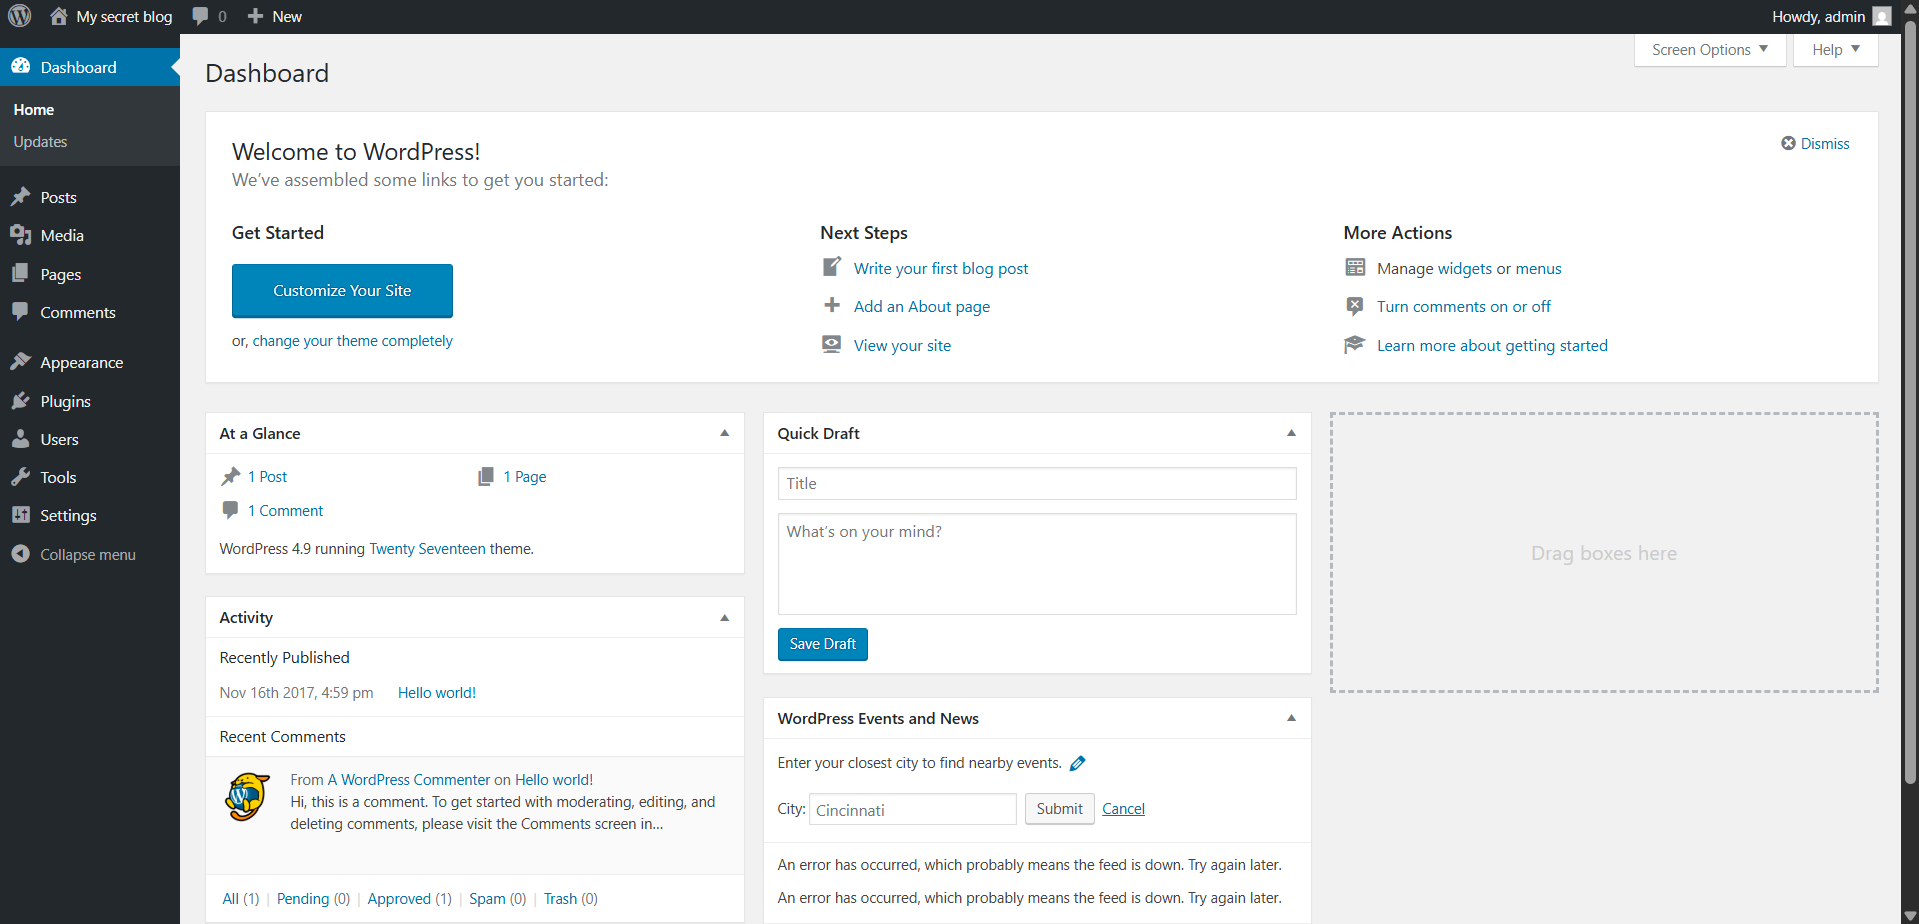 My secret blog 0 New Howdy, admin
Dashboard
Home
Updates
Posts
Media
Pages
Comments
Appearance
Plugins
Users
Tools
Settings
Collapse menu
Screen Options Help
Dashboard
Welcome to WordPress!
Dismiss
We've assembled some links to get you started:
Get Started
Customize Your Site
or, change your theme completely
Next Steps
Write your first blog post
Add an About page
View your site
More Actions
Manage widgets or menus
Turn comments on or off
Learn more about getting started
At a Glance
1 Post 1 Page
1 Comment
WordPress 4.9 running Twenty Seventeen theme.
Activity
Recently Published
Nov 16th 2017, 4:59 pm Hello world!
Recent Comments
From A WordPress Commenter on Hello world!
Hi, this is a comment. To get started with moderating, editing, and
deleting comments, please visit the Comments screen in…
All (1) | Pending (0) | Approved (1) | Spam (0) | Trash (0)
Quick Draft
Title
What's on your mind?
Save Draft
WordPress Events and News
Enter your closest city to find nearby events.
City: Cincinnati Submit Cancel
An error has occurred, which probably means the feed is down. Try again later.
An error has occurred, which probably means the feed is down. Try again later.
Drag boxes here